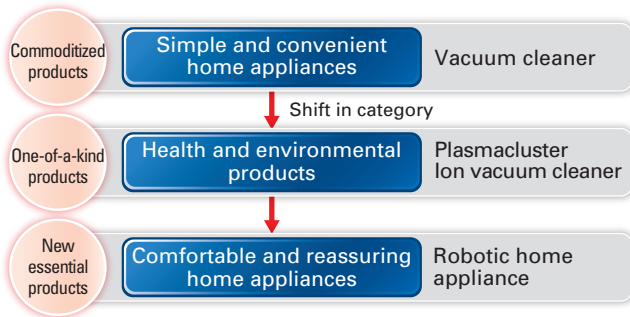 Commoditized
products
Simple and convenient
home appliances
Vacuum cleaner
Shift in category
One-of-a-kind
products
Health and environmental
products
Plasmacluster
Ion vacuum cleaner
New
essential
products
Comfortable and reassuring
home appliances
Robotic home
appliance